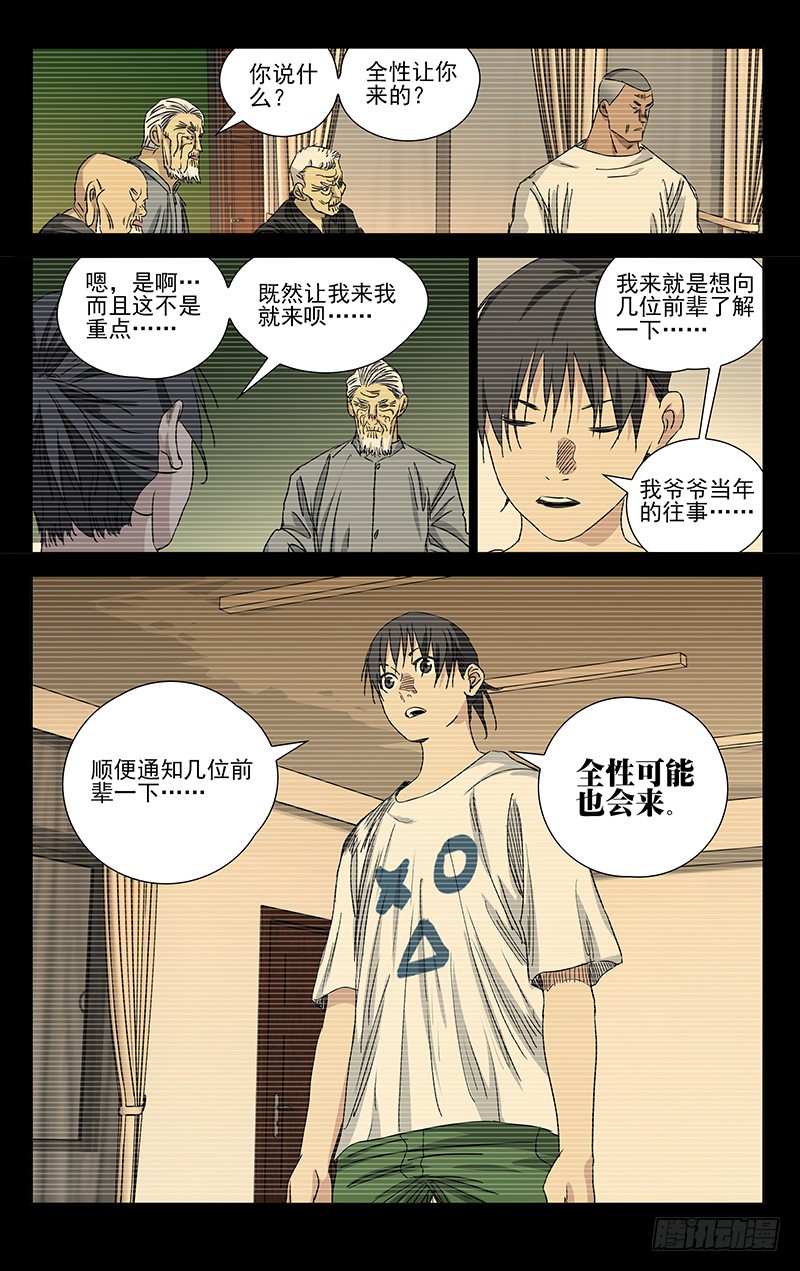 你说什
么？
全性让你
来的？
嗯，是啊…
而且这不是
重点……
既然让我来我
就来呗……
我来就是想向
几位前辈了解
一下……
我爷爷当年
的往事……
顺便通知几位前
辈一下……
全性可能
也会来。
腾讯动漫